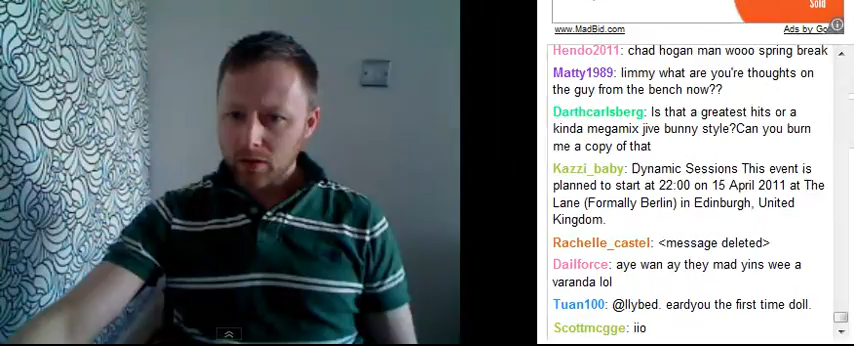 Sold
www.MadBid.com
Ads by Go
Hendo2011: chad hogan man wooo spring break
Matty1989: limmy what are you're thoughts on
the guy from the bench now??
Darthcarlsberg: Is that a greatest hits or a
kinda megamix jive bunny style?Can you burn
me a copy of that
Kazzi_baby: Dynamic Sessions This event is
planned to start at 22:00 on 15 April 2011 at The
Lane (Formally Berlin) in Edinburgh, United
Kingdom.
Rachelle_castel: <message deleted>
Dailforce: aye wan ay they mad yins wee a
varanda lol
Tuan100: @llybed. eardyou the first time doll.
Scottmcgge: iio